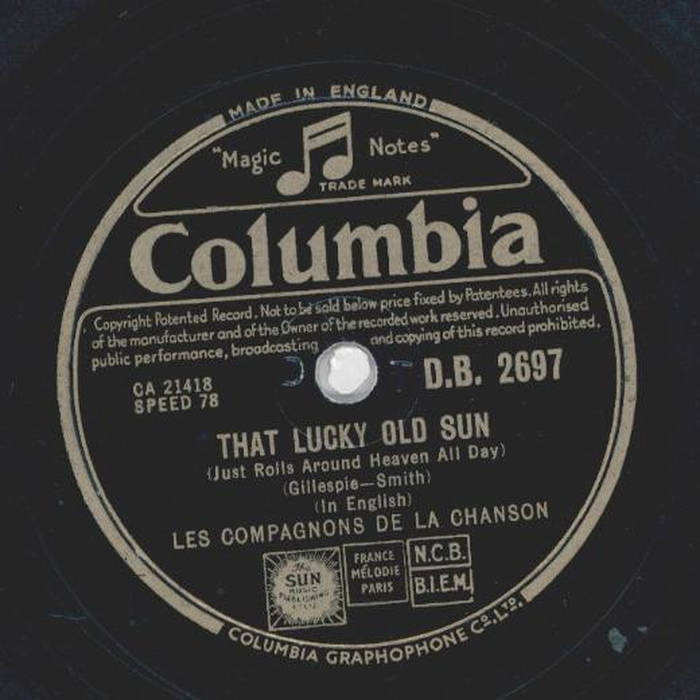 MADE IN ENGLAND
"Magic Notes"
TRADE MARK
Columbia
Copyright Patented Record. Not to be sold below price fixed by Patentees. All rights
of the manufacturer and of the Owner of the recorded work reserved. Unauthorised
public performance, broadcasting and copying of this record prohibited.
CA 21418
SPEED 78
D.B. 2697
THAT LUCKY OLD SUN
(Just Rolls Around Heaven All Day)
(Gillespie—Smith)
(In English)
LES COMPAGNONS DE LA CHANSON
The
SUN
MUSIC
PUBLISHING
FRANCE
MÉLODIE
PARIS
N.C.B.
B.I.E.M.
COLUMBIA GRAPHOPHONE Co. LTD.